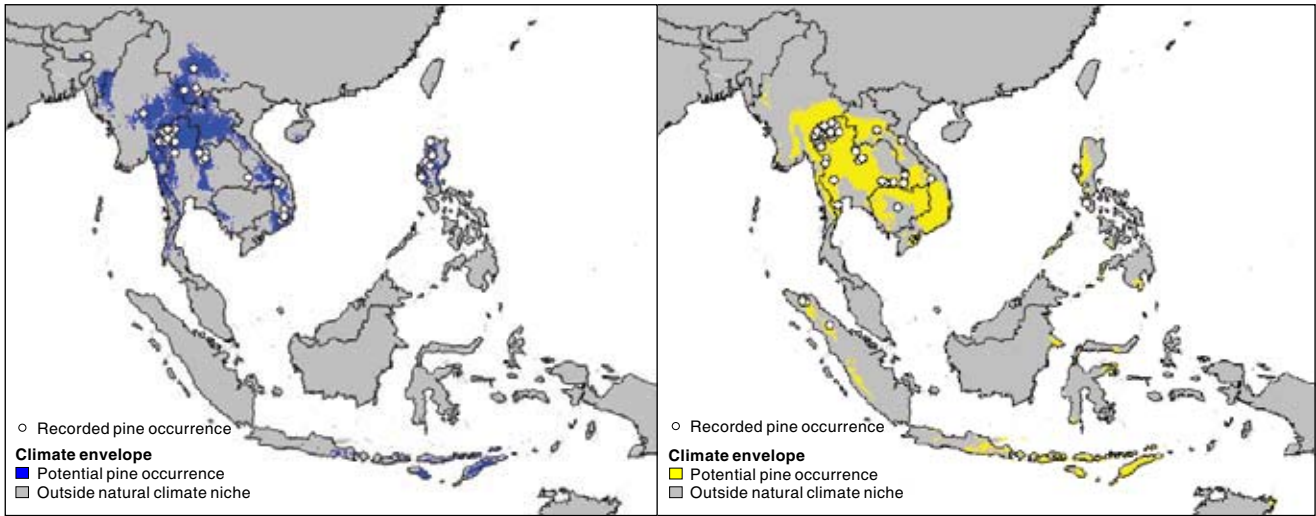 Recorded pine occurrence
Climate envelope
Potential pine occurrence
Outside natural climate niche
Recorded pine occurrence
Climate envelope
Potential pine occurrence
Outside natural climate niche